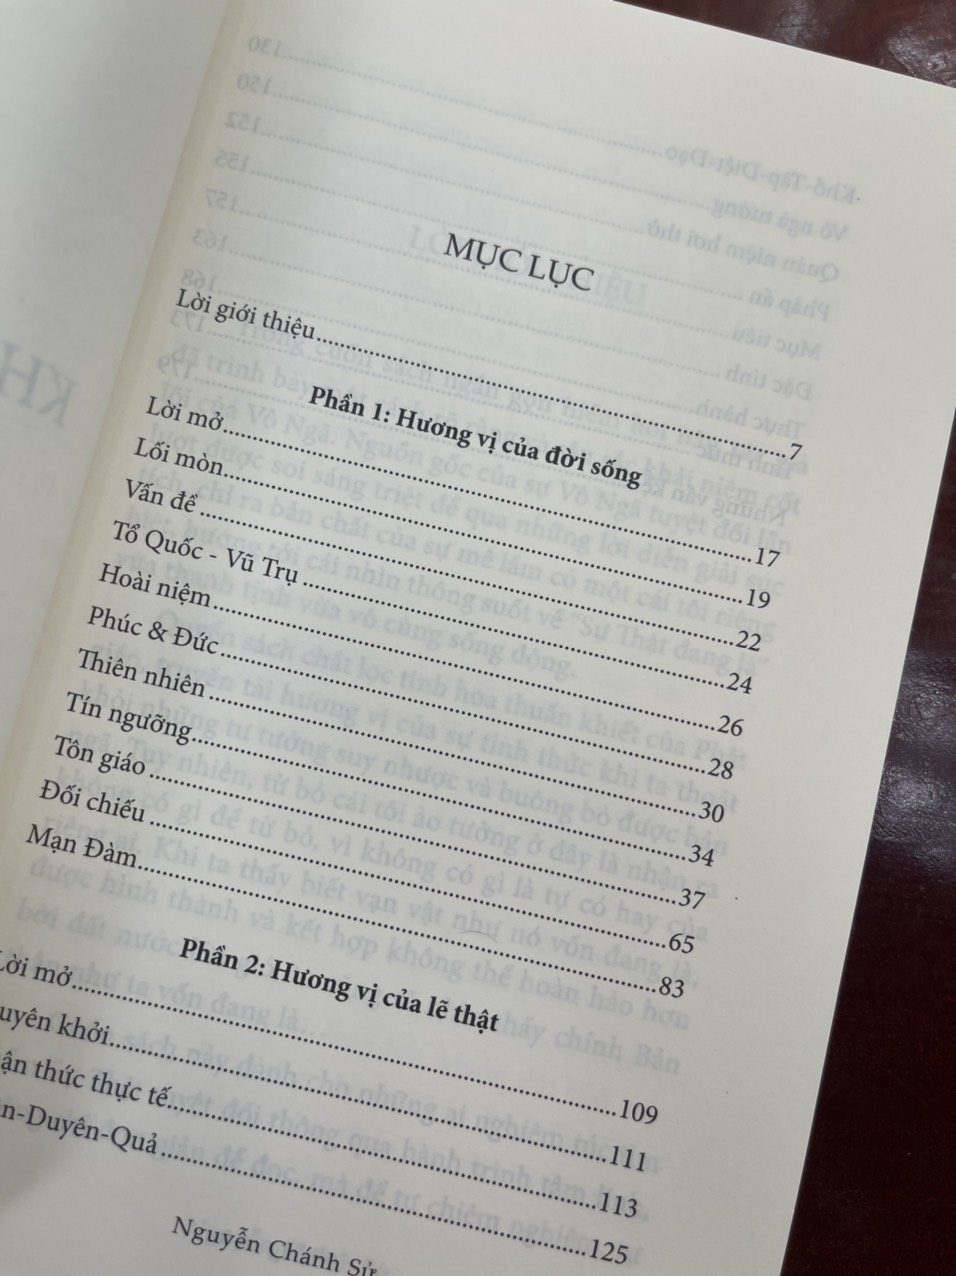 MỤC LỤC
Lời giới thiệu........................7
Phần 1: Hương vị của đời sống
Lời mở........................17
Lối mòn........................19
Vấn đề........................22
Tổ Quốc - Vũ Trụ........................24
Hoài niệm........................26
Phúc & Đức........................28
Thiên nhiên........................30
Tín ngưỡng........................34
Tôn giáo........................37
Đối chiếu........................65
Mạn Đàm........................83
Phần 2: Hương vị của lẽ thật
Lời mở........................109
uyên khởi........................111
ận thức thực tế........................113
n-Duyên-Quả........................125
Nguyễn Chánh Sử
KH